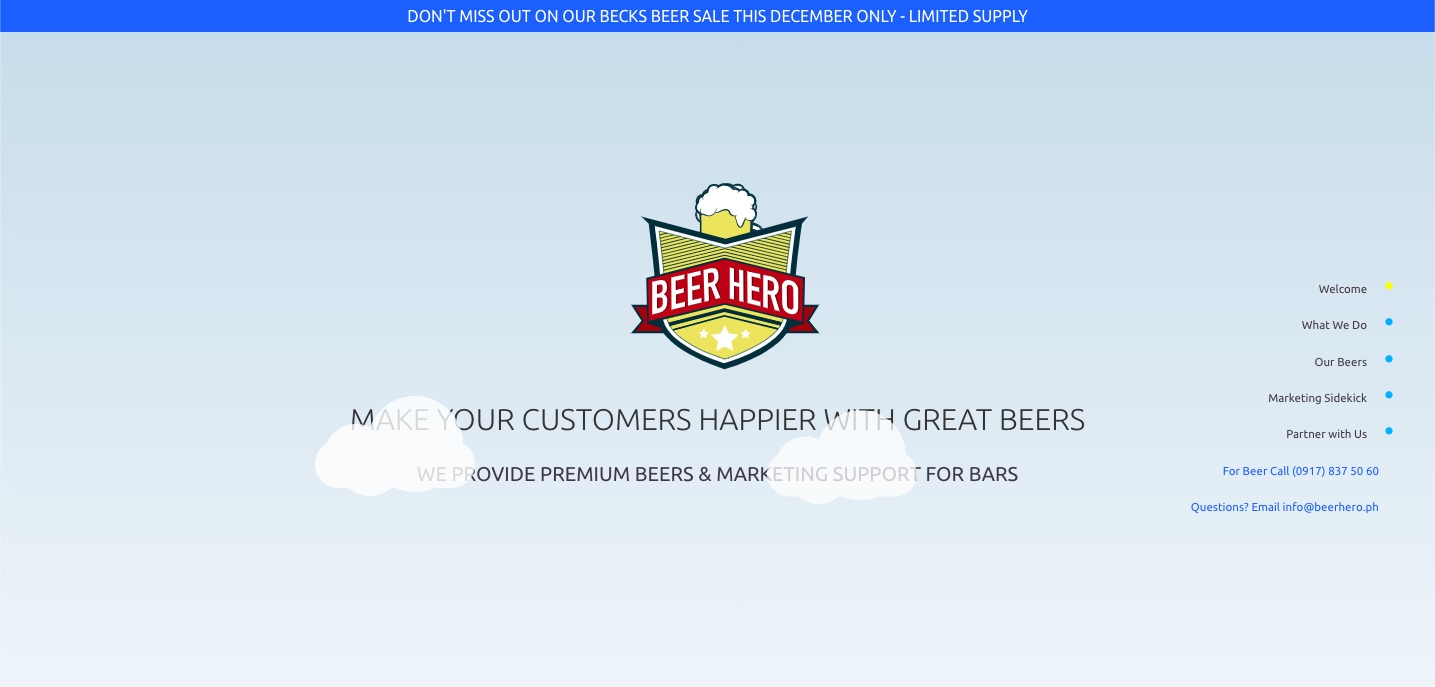 DON'T MISS OUT ON OUR BECKS BEER SALE THIS DECEMBER ONLY - LIMITED SUPPLY
BEER HERO
MAKE YOUR CUSTOMERS HAPPIER WITH GREAT BEERS
WE PROVIDE PREMIUM BEERS & MARKETING SUPPORT FOR BARS
Welcome
What We Do
Our Beers
Marketing Sidekick
Partner with Us
For Beer Call (0917) 837 50 60
Questions? Email info@beerhero.ph